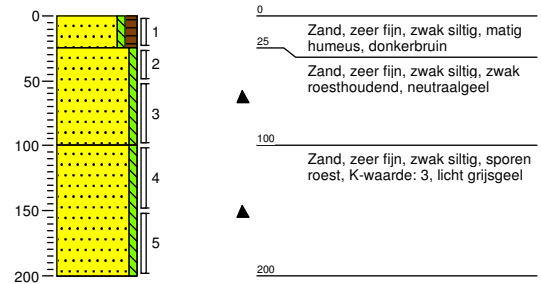 0
50
100
150
200
1
2
3
4
5
0
Zand, zeer fijn, zwak siltig, matig
humeus, donkerbruin
25
Zand, zeer fijn, zwak siltig, zwak
roesthoudend, neutraalgeel
100
Zand, zeer fijn, zwak siltig, sporen
roest, K-waarde: 3, licht grijsgeel
200